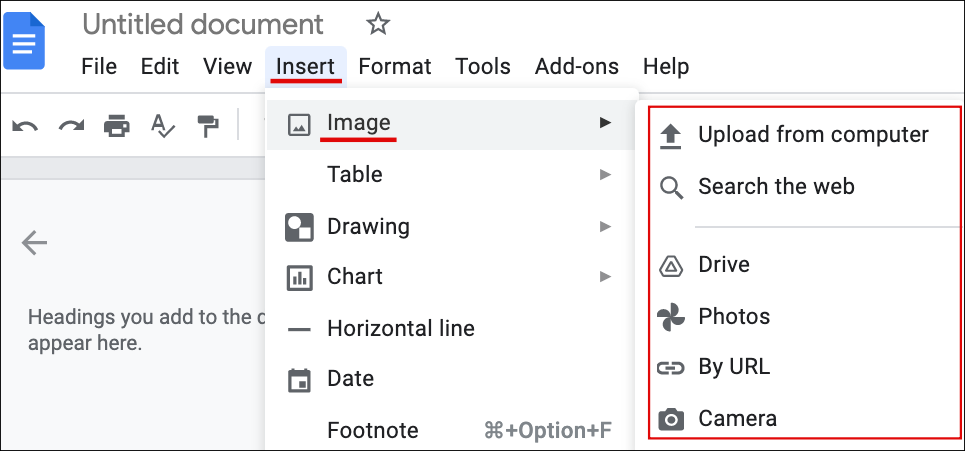 Untitled document
File Edit View Insert Format Tools Add-ons Help
Image
Table
Drawing
Chart
Horizontal line
Date
Footnote ⌘+Option+F
Upload from computer
Search the web
Drive
Photos
By URL
Camera
Headings you add to the
appear here.